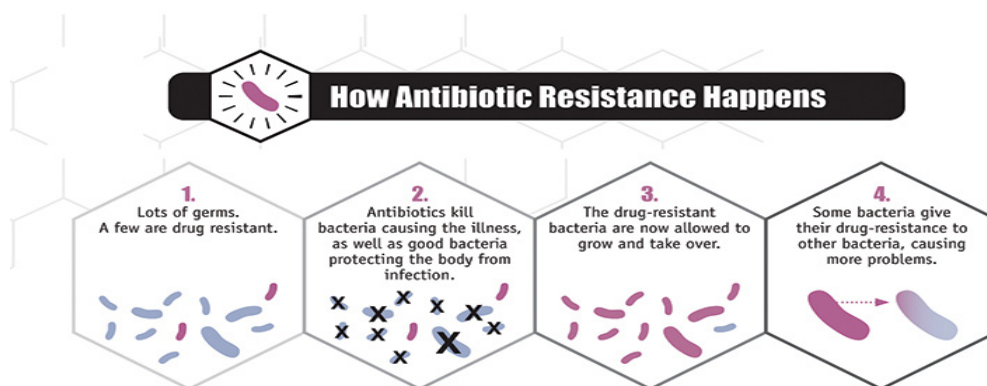 How Antibiotic Resistance Happens
1.
Lots of germs.
A few are drug resistant.
2.
Antibiotics kill
bacteria causing the illness,
as well as good bacteria
protecting the body from
infection.
X X X X X X X X X X
3.
The drug-resistant
bacteria are now allowed to
grow and take over.
4.
Some bacteria give
their drug-resistance to
other bacteria, causing
more problems.